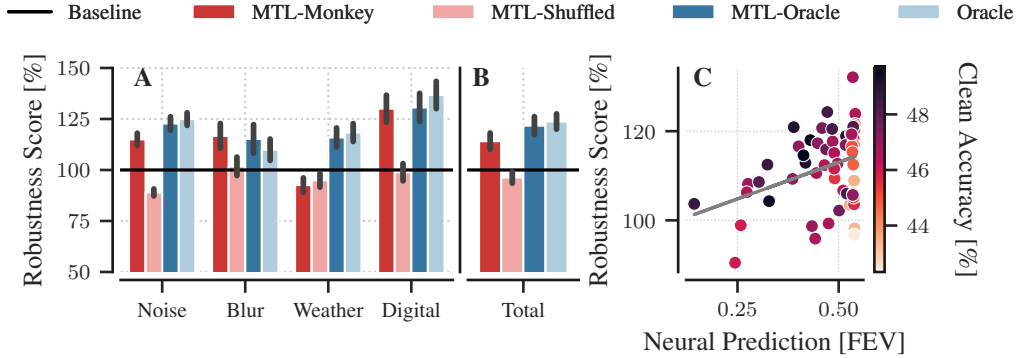 Baseline MTL-Monkey MTL-Shuffled MTL-Oracle Oracle
A
Robustness Score [%]
150
125
100
75
50
Noise Blur Weather Digital
B
Total
C
Robustness Score [%]
120
100
0.25 0.50
Neural Prediction [FEV]
48
46
44
Clean Accuracy [%]